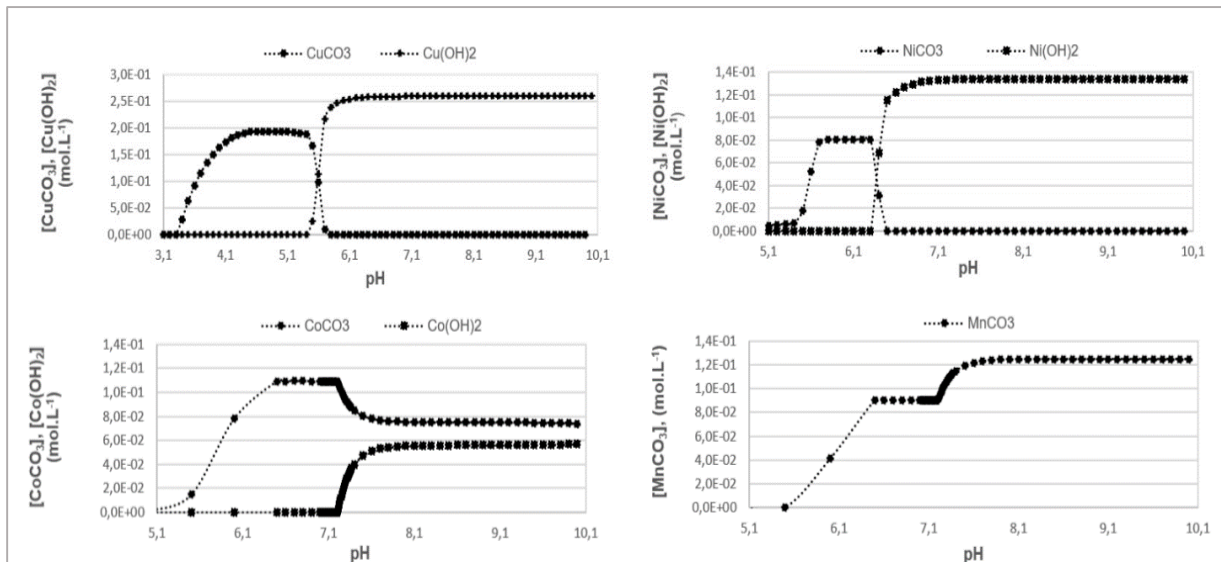 CuCO3 Cu(OH)2
[CuCO₃], [Cu(OH)₂]
(mol.L⁻¹)
3,0E-01
2,5E-01
2,0E-01
1,5E-01
1,0E-01
5,0E-02
0,0E+00
3,1 4,1 5,1 6,1 7,1 8,1 9,1 10,1
pH
NiCO3 Ni(OH)2
[NiCO₃], [Ni(OH)₂]
(mol.L⁻¹)
1,4E-01
1,2E-01
1,0E-01
8,0E-02
6,0E-02
4,0E-02
2,0E-02
0,0E+00
5,1 6,1 7,1 8,1 9,1 10,1
pH
CoCO3 Co(OH)2
[CoCO₃], [Co(OH)₂]
(mol.L⁻¹)
1,4E-01
1,2E-01
1,0E-01
8,0E-02
6,0E-02
4,0E-02
2,0E-02
0,0E+00
5,1 6,1 7,1 8,1 9,1 10,1
pH
MnCO3
[MnCO₃], (mol.L⁻¹)
1,4E-01
1,2E-01
1,0E-01
8,0E-02
6,0E-02
4,0E-02
2,0E-02
0,0E+00
5,1 6,1 7,1 8,1 9,1 10,1
pH